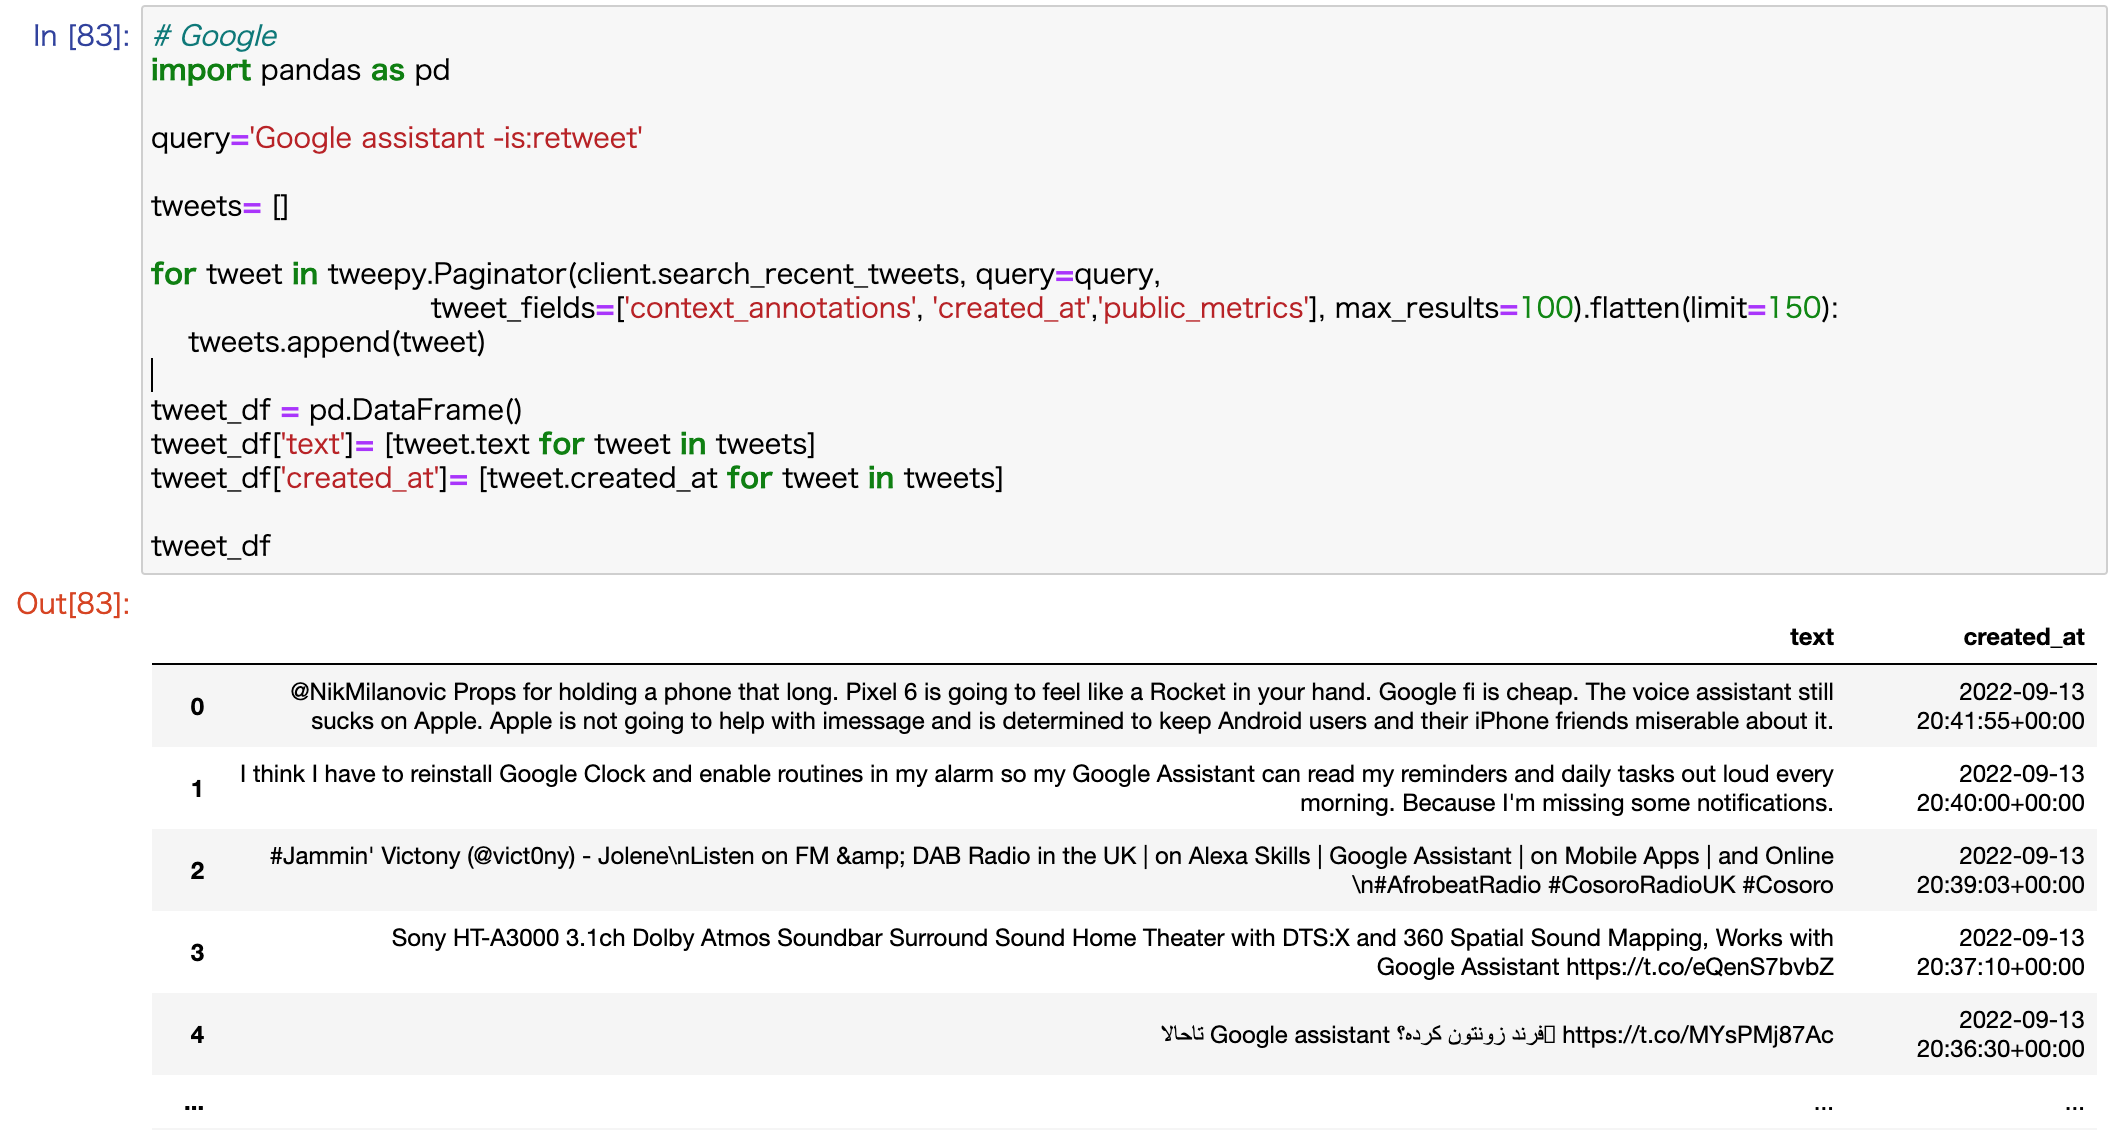 In [83]:
# Google
import pandas as pd
query='Google assistant -is:retweet'
tweets= []
for tweet in tweepy.Paginator(client.search_recent_tweets, query=query,
tweet_fields=['context_annotations', 'created_at','public_metrics'], max_results=100).flatten(limit=150):
tweets.append(tweet)
tweet_df = pd.DataFrame()
tweet_df['text']= [tweet.text for tweet in tweets]
tweet_df['created_at']= [tweet.created_at for tweet in tweets]
tweet_df
Out[83]:
text created_at
0 @NikMilanovic Props for holding a phone that long. Pixel 6 is going to feel like a Rocket in your hand. Google fi is cheap. The voice assistant still 2022-09-13
sucks on Apple. Apple is not going to help with imessage and is determined to keep Android users and their iPhone friends miserable about it. 20:41:55+00:00
1 I think I have to reinstall Google Clock and enable routines in my alarm so my Google Assistant can read my reminders and daily tasks out loud every 2022-09-13
morning. Because I'm missing some notifications. 20:40:00+00:00
2 #Jammin' Victony (@vict0ny) - Jolene\nListen on FM &amp; DAB Radio in the UK | on Alexa Skills | Google Assistant | on Mobile Apps | and Online 2022-09-13
\n#AfrobeatRadio #CosoroRadioUK #Cosoro 20:39:03+00:00
3 Sony HT-A3000 3.1ch Dolby Atmos Soundbar Surround Sound Home Theater with DTS:X and 360 Spatial Sound Mapping, Works with 2022-09-13
Google Assistant https://t.co/eQenS7bvbZ 20:37:10+00:00
4 تاحالا Google assistant فرند زونتون کرده؟ https://t.co/MYsPMj87Ac 2022-09-13
20:36:30+00:00
... ... ...